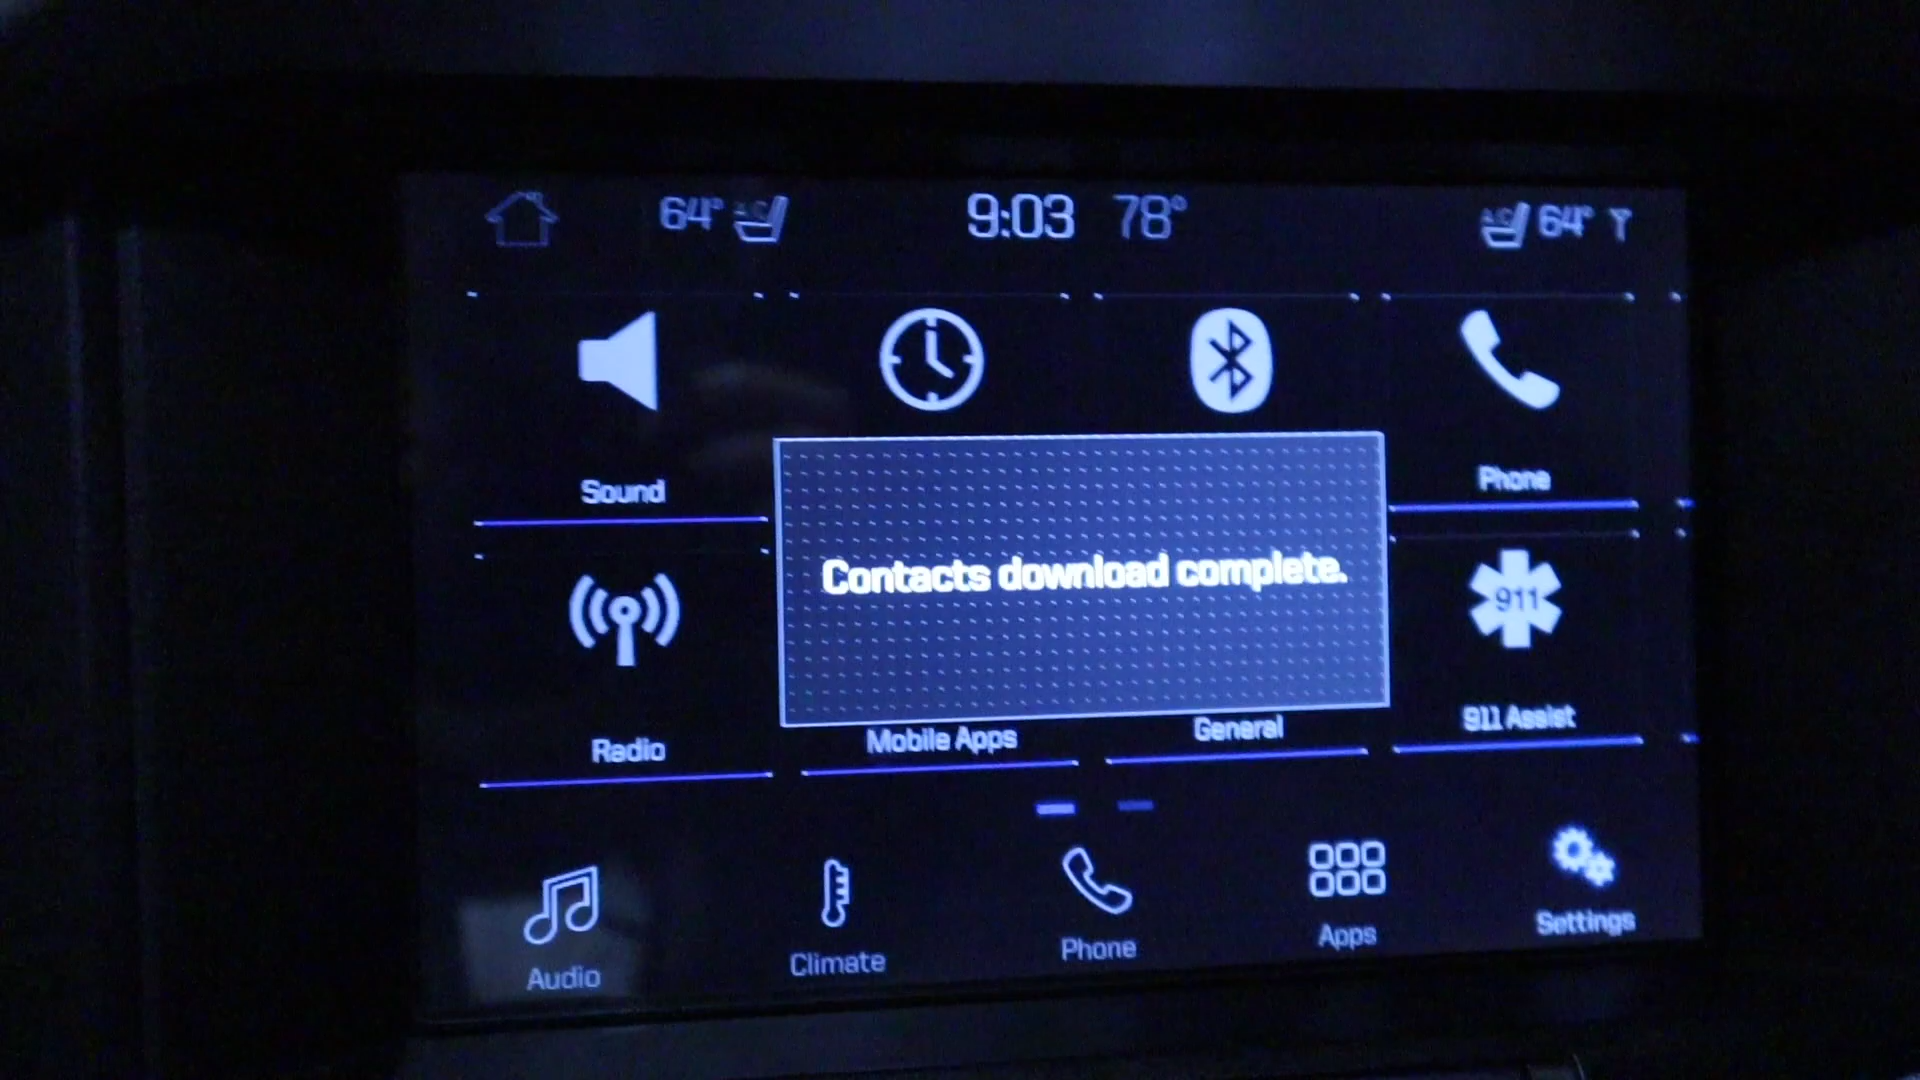 64° A/C 9:03 78° A/C 64°
Sound
Phone
Contacts download complete.
911
Radio
Mobile Apps
General
911 Assist
Audio
Climate
Phone
Apps
Settings